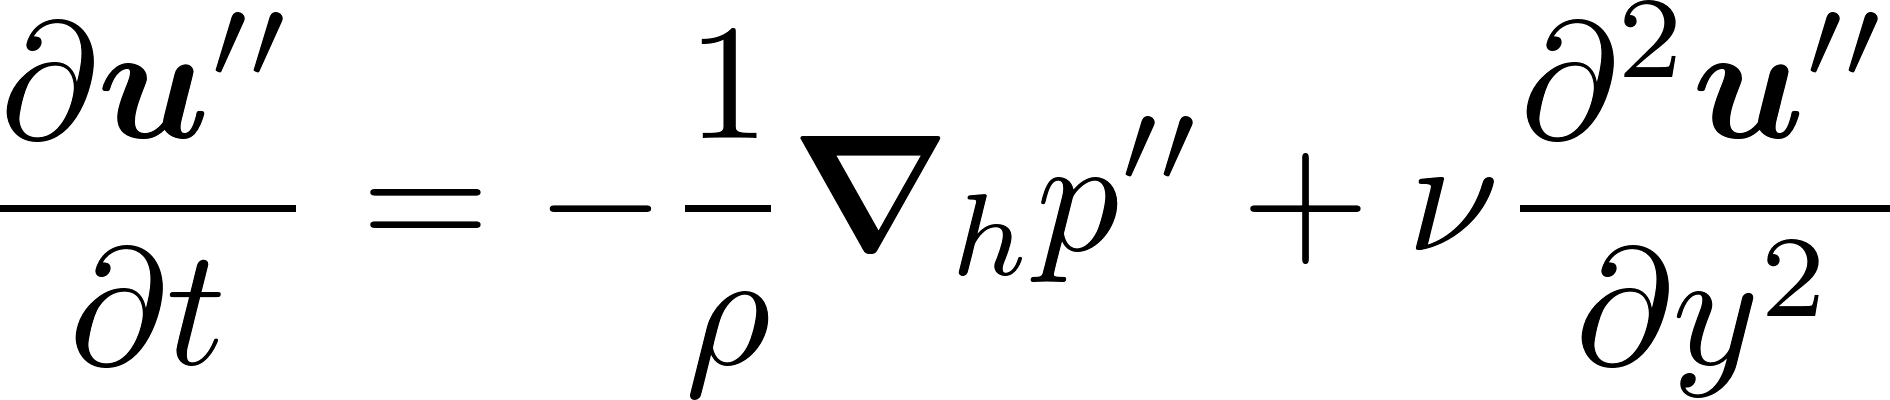 ∂𝒖″/∂t = −(1/ρ)𝛁ₕp″ + ν ∂²𝒖″/∂y²